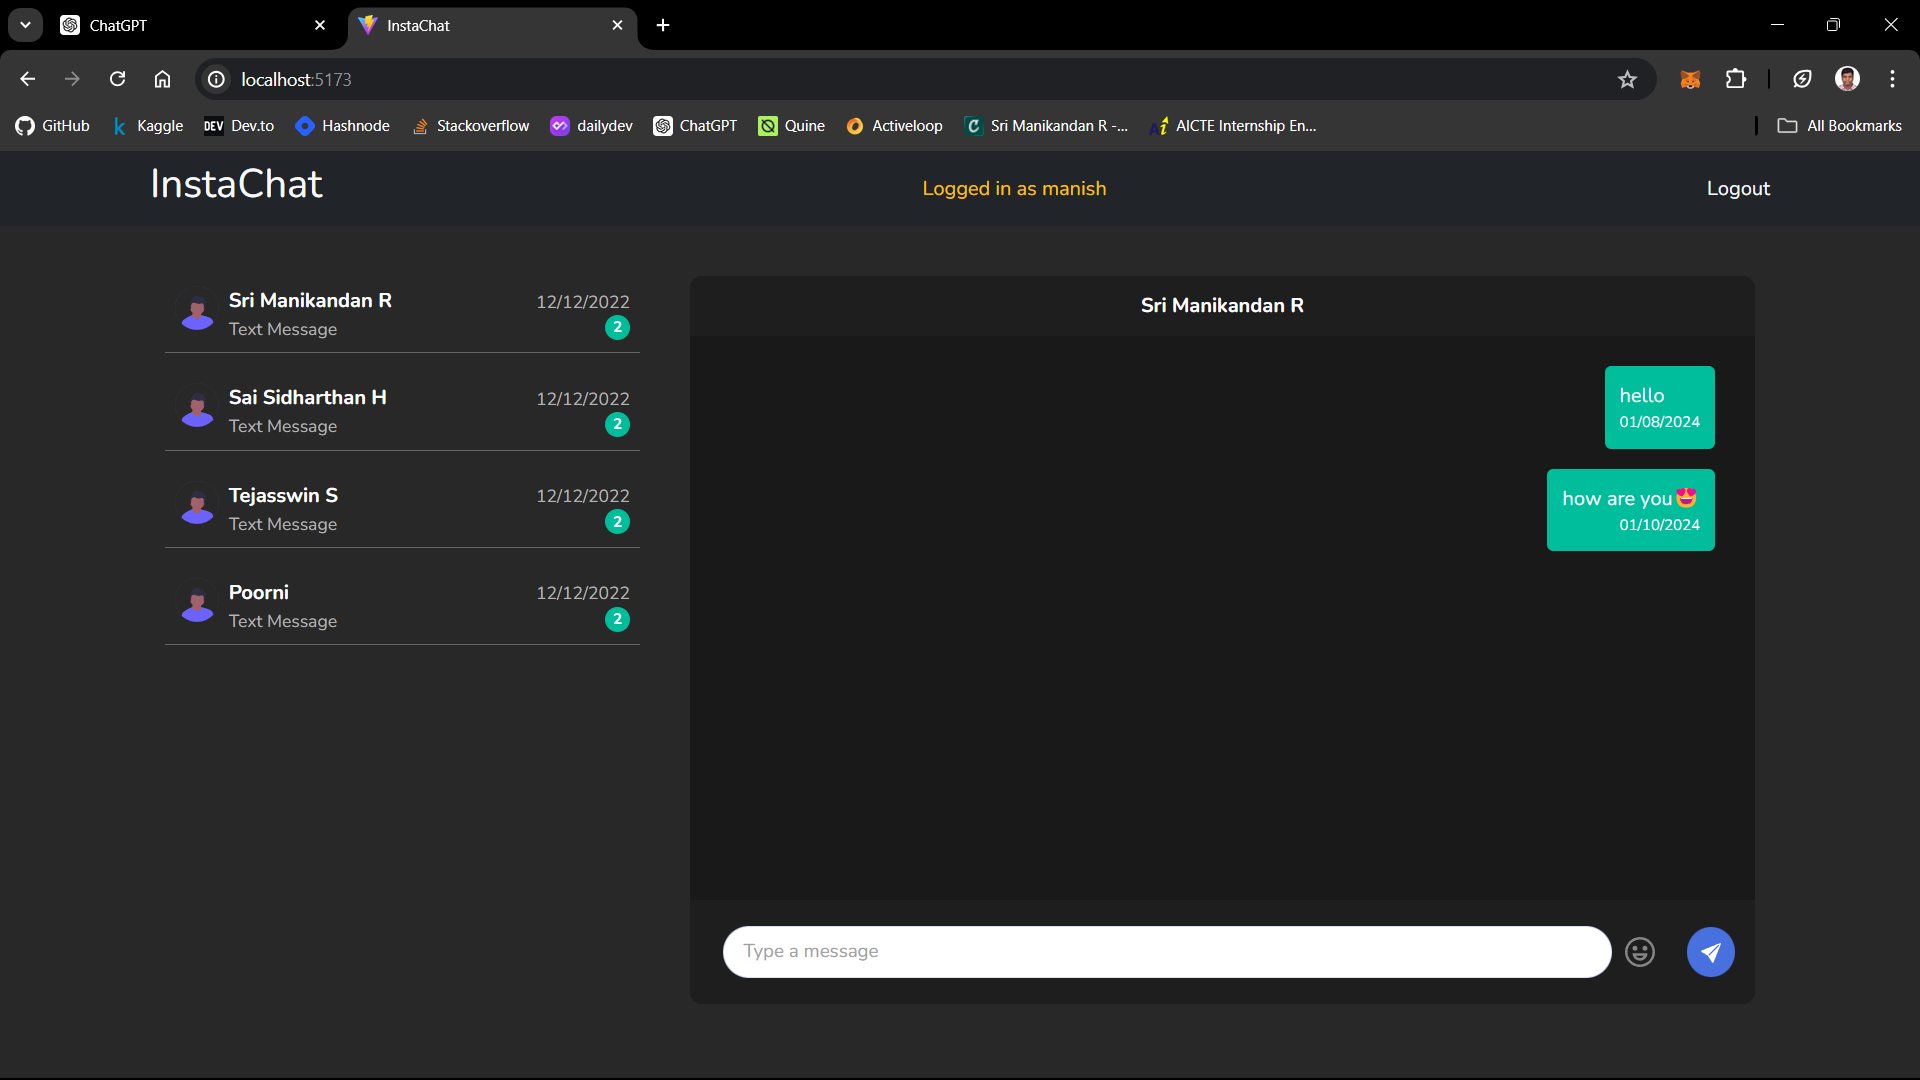 ChatGPT
InstaChat
localhost:5173
GitHub
Kaggle
DEV Dev.to
Hashnode
Stackoverflow
dailydev
ChatGPT
Quine
Activeloop
Sri Manikandan R -...
AICTE Internship En...
All Bookmarks
InstaChat
Logged in as manish
Logout
Sri Manikandan R
12/12/2022
Text Message
2
Sai Sidharthan H
12/12/2022
Text Message
2
Tejasswin S
12/12/2022
Text Message
2
Poorni
12/12/2022
Text Message
2
Sri Manikandan R
hello
01/08/2024
how are you😍
01/10/2024
Type a message